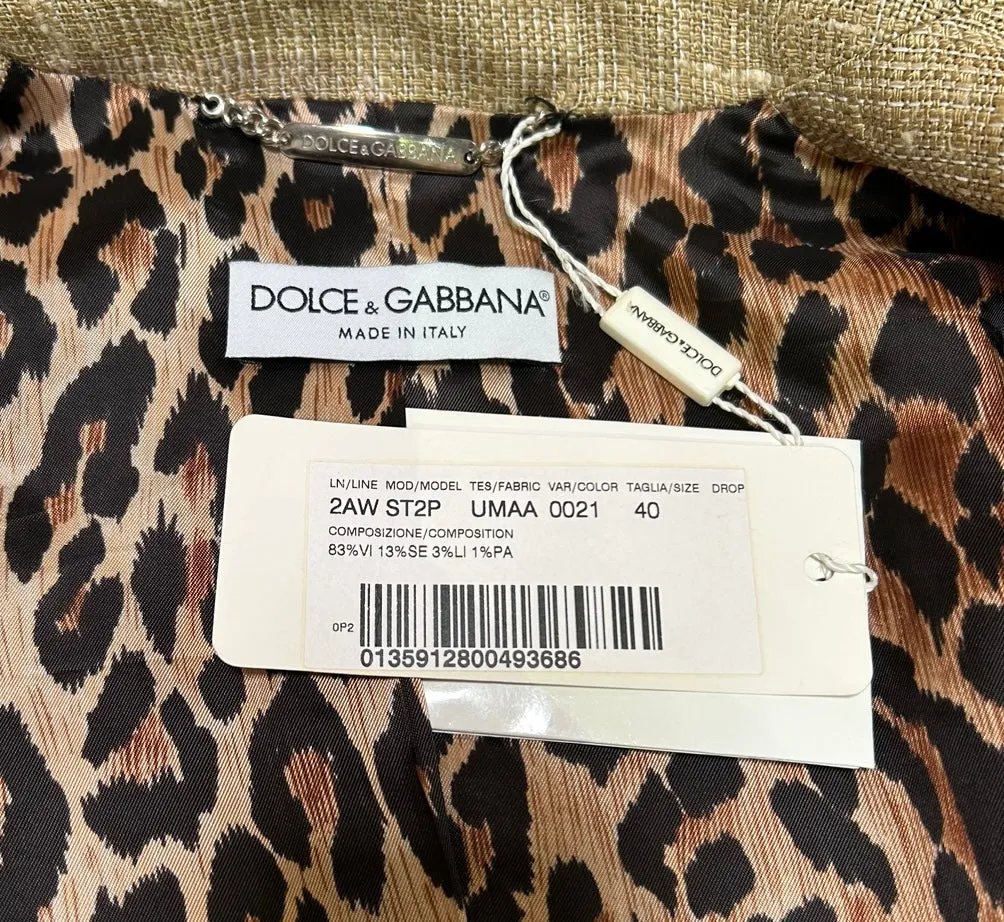 DOLCE & GABBANA
DOLCE & GABBANA®
MADE IN ITALY
DOLCE & GABBANA
LN/LINE MOD/MODEL TES/FABRIC VAR/COLOR TAGLIA/SIZE DROP
2AW ST2P UMAA 0021 40
COMPOSIZIONE/COMPOSITION
83%VI 13%SE 3%LI 1%PA
0P2
0135912800493686